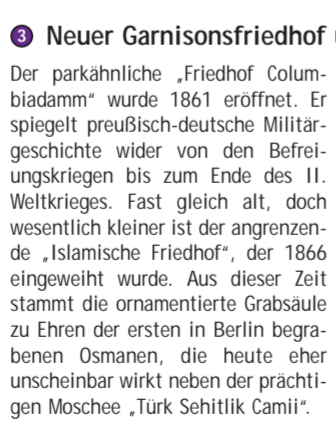 3 Neuer Garnisonsfriedhof
Der parkähnliche „Friedhof Colum-
biadamm“ wurde 1861 eröffnet. Er
spiegelt preußisch-deutsche Militär-
geschichte wider von den Befrei-
ungskriegen bis zum Ende des II.
Weltkrieges. Fast gleich alt, doch
wesentlich kleiner ist der angrenzen-
de „Islamische Friedhof“, der 1866
eingeweiht wurde. Aus dieser Zeit
stammt die ornamentierte Grabsäule
zu Ehren der ersten in Berlin begra-
benen Osmanen, die heute eher
unscheinbar wirkt neben der prächti-
gen Moschee „Türk Sehitlik Camii“.